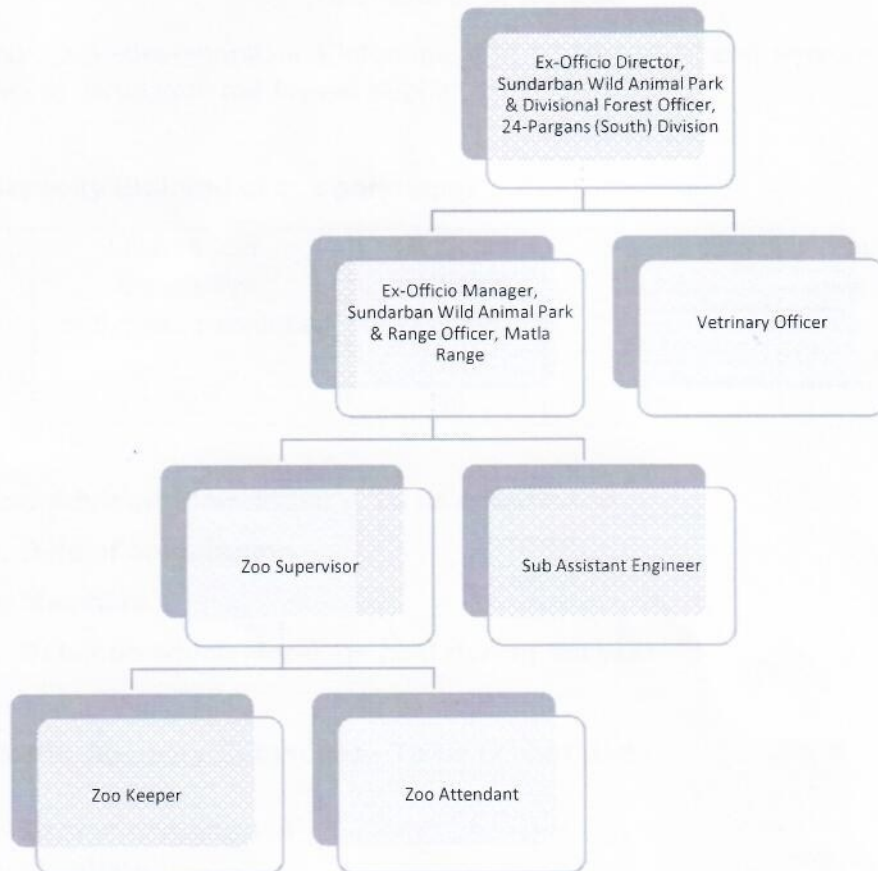 Ex-Officio Director,
Sundarban Wild Animal Park
& Divisional Forest Officer,
24-Pargans (South) Division
Ex-Officio Manager,
Sundarban Wild Animal Park
& Range Officer, Matla
Range
Vetrinary Officer
Zoo Supervisor
Sub Assistant Engineer
Zoo Keeper
Zoo Attendant